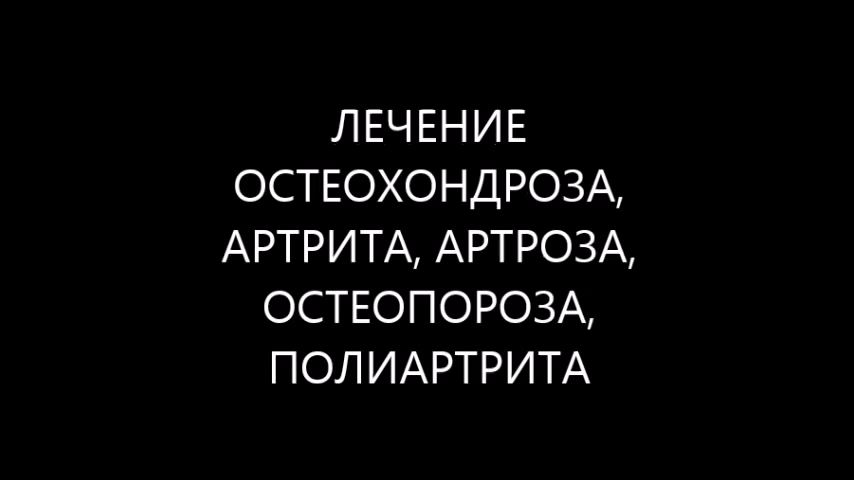 ЛЕЧЕНИЕ
ОСТЕОХОНДРОЗА,
АРТРИТА, АРТРОЗА,
ОСТЕОПОРОЗА,
ПОЛИАРТРИТА